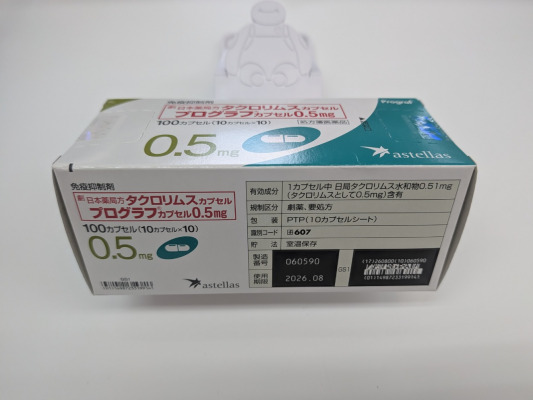 免疫抑制剤
劇 日本薬局方 タクロリムスカプセル
プログラフカプセル0.5mg
100カプセル(10カプセル×10)
処方箋医薬品
0.5mg
Prograf
astellas
免疫抑制剤
劇 日本薬局方 タクロリムスカプセル
プログラフカプセル0.5mg
100カプセル(10カプセル×10)
0.5mg
astellas
有効成分 1カプセル中 日局タクロリムス水和物0.51mg
(タクロリムスとして0.5mg)含有
規制区分 劇薬、要処方
包装 PTP(10カプセルシート)
識別コード 607
貯法 室温保存
製造番号 060590
使用期限 2026.08
GS1
(17)260800(10)060590